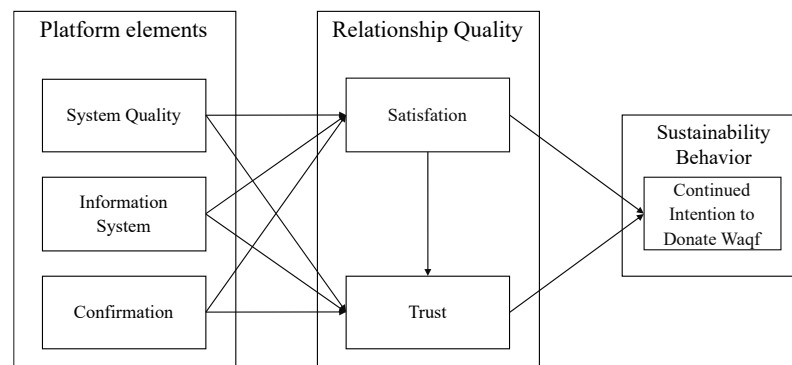 Platform elements
System Quality
Information
System
Confirmation
Relationship Quality
Satisfation
Trust
Sustainability
Behavior
Continued
Intention to
Donate Waqf